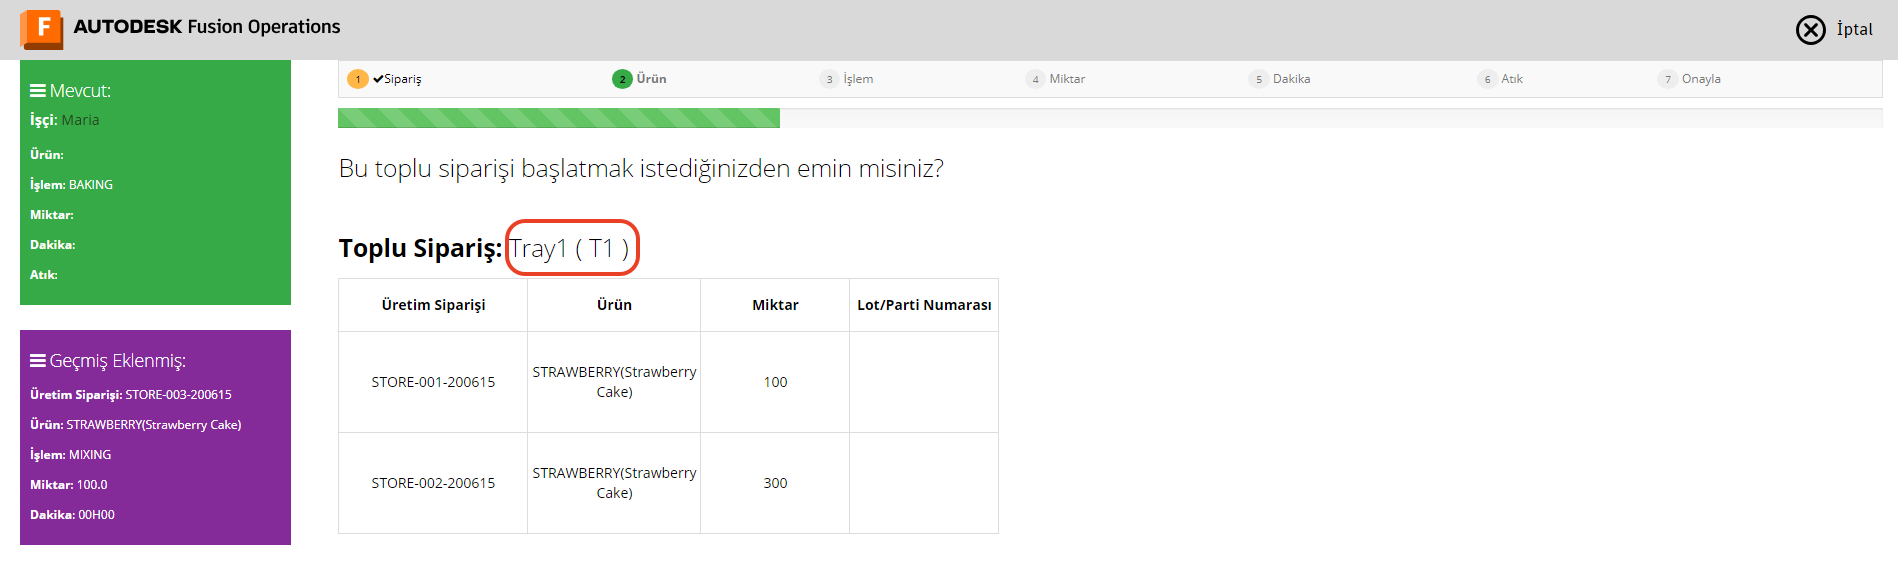 F AUTODESK Fusion Operations
İptal
Mevcut:
İşçi: Maria
Ürün:
İşlem: BAKING
Miktar:
Dakika:
Atık:
Geçmiş Eklenmiş:
Üretim Siparişi: STORE-003-200615
Ürün: STRAWBERRY(Strawberry Cake)
İşlem: MIXING
Miktar: 100.0
Dakika: 00H00
1 Sipariş
2 Ürün
3 İşlem
4 Miktar
5 Dakika
6 Atık
7 Onayla
Bu toplu siparişi başlatmak istediğinizden emin misiniz?
Toplu Sipariş: Tray1 ( T1 )
Üretim Siparişi Ürün Miktar Lot/Parti Numarası
STORE-001-200615 STRAWBERRY(Strawberry
Cake) 100
STORE-002-200615 STRAWBERRY(Strawberry
Cake) 300